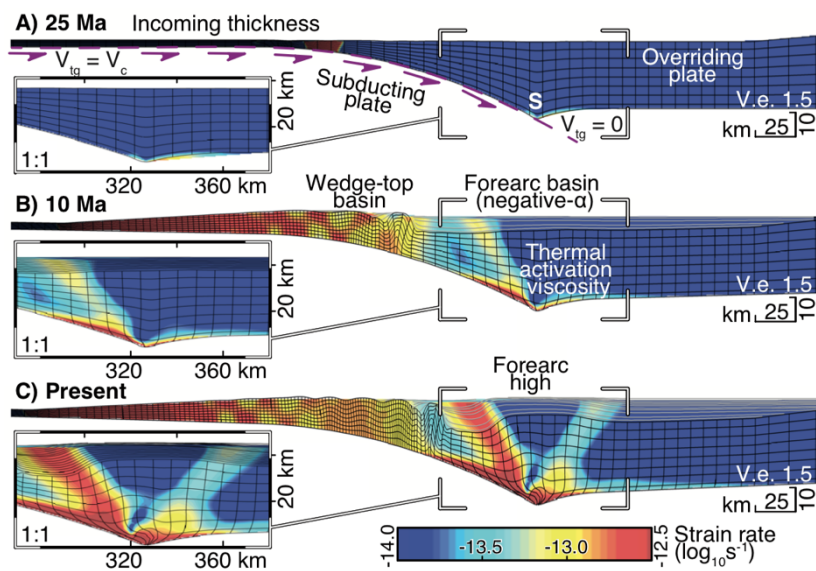 A) 25 Ma Incoming thickness
V_tg = V_c
Subducting
plate
S
V_tg = 0
Overriding
plate
V.e. 1.5
km 25 10
20 km
1:1
320 360 km
B) 10 Ma
Wedge-top
basin
Forearc basin
(negative-α)
Thermal
activation
viscosity
V.e. 1.5
km 25 10
20 km
1:1
320 360 km
C) Present
Forearc
high
V.e. 1.5
km 25 10
20 km
1:1
320 360 km
-14.0 -13.5 -13.0 -12.5
Strain rate
(log₁₀s⁻¹)